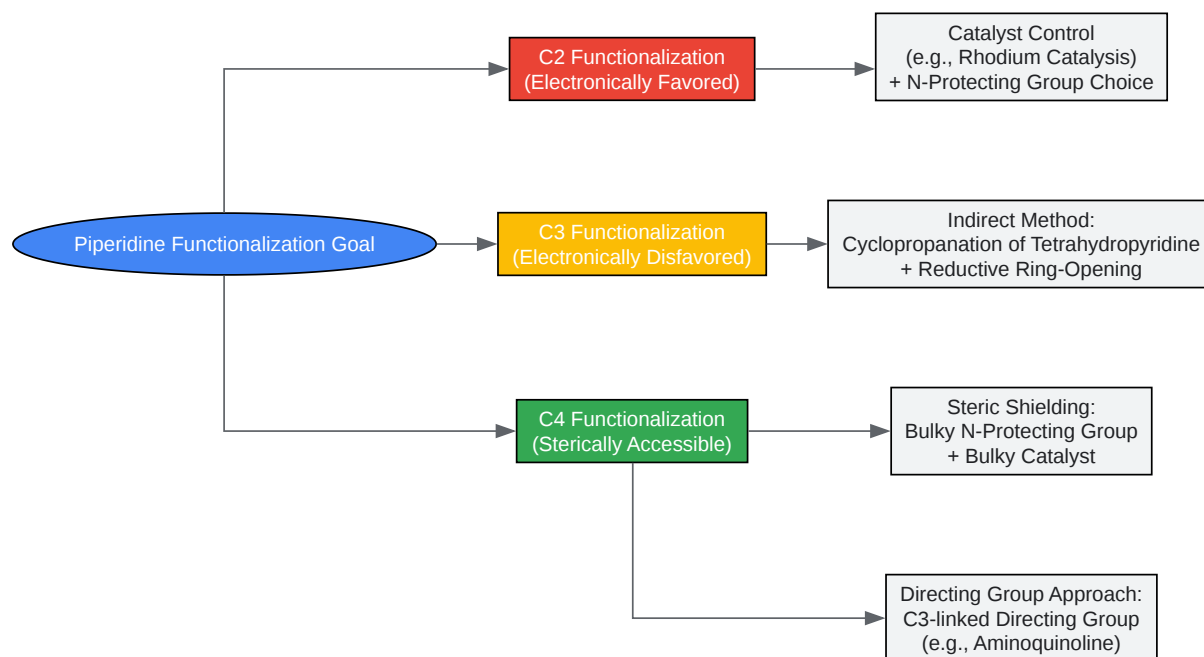 Piperidine Functionalization Goal
C2 Functionalization
(Electronically Favored)
Catalyst Control
(e.g., Rhodium Catalysis)
+ N-Protecting Group Choice
C3 Functionalization
(Electronically Disfavored)
Indirect Method:
Cyclopropanation of Tetrahydropyridine
+ Reductive Ring-Opening
C4 Functionalization
(Sterically Accessible)
Steric Shielding:
Bulky N-Protecting Group
+ Bulky Catalyst
Directing Group Approach:
C3-linked Directing Group
(e.g., Aminoquinoline)